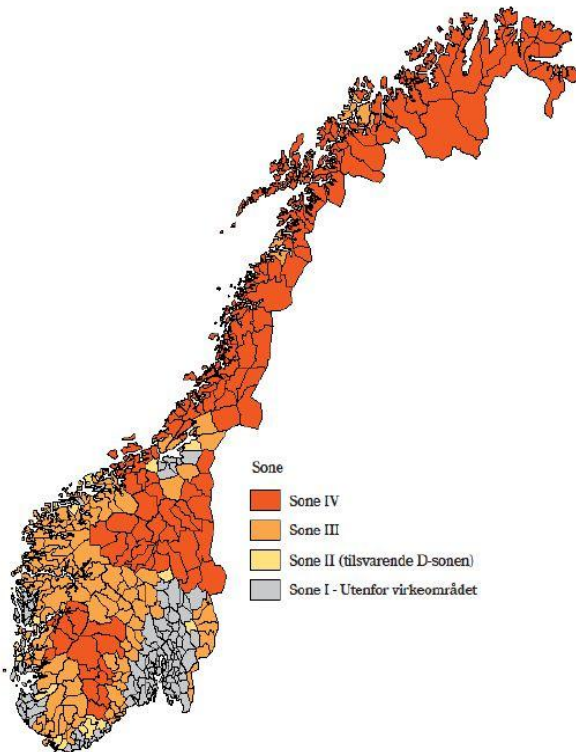 Sone
Sone IV
Sone III
Sone II (tilsvarende D-sonen)
Sone I - Utenfor virkeområdet